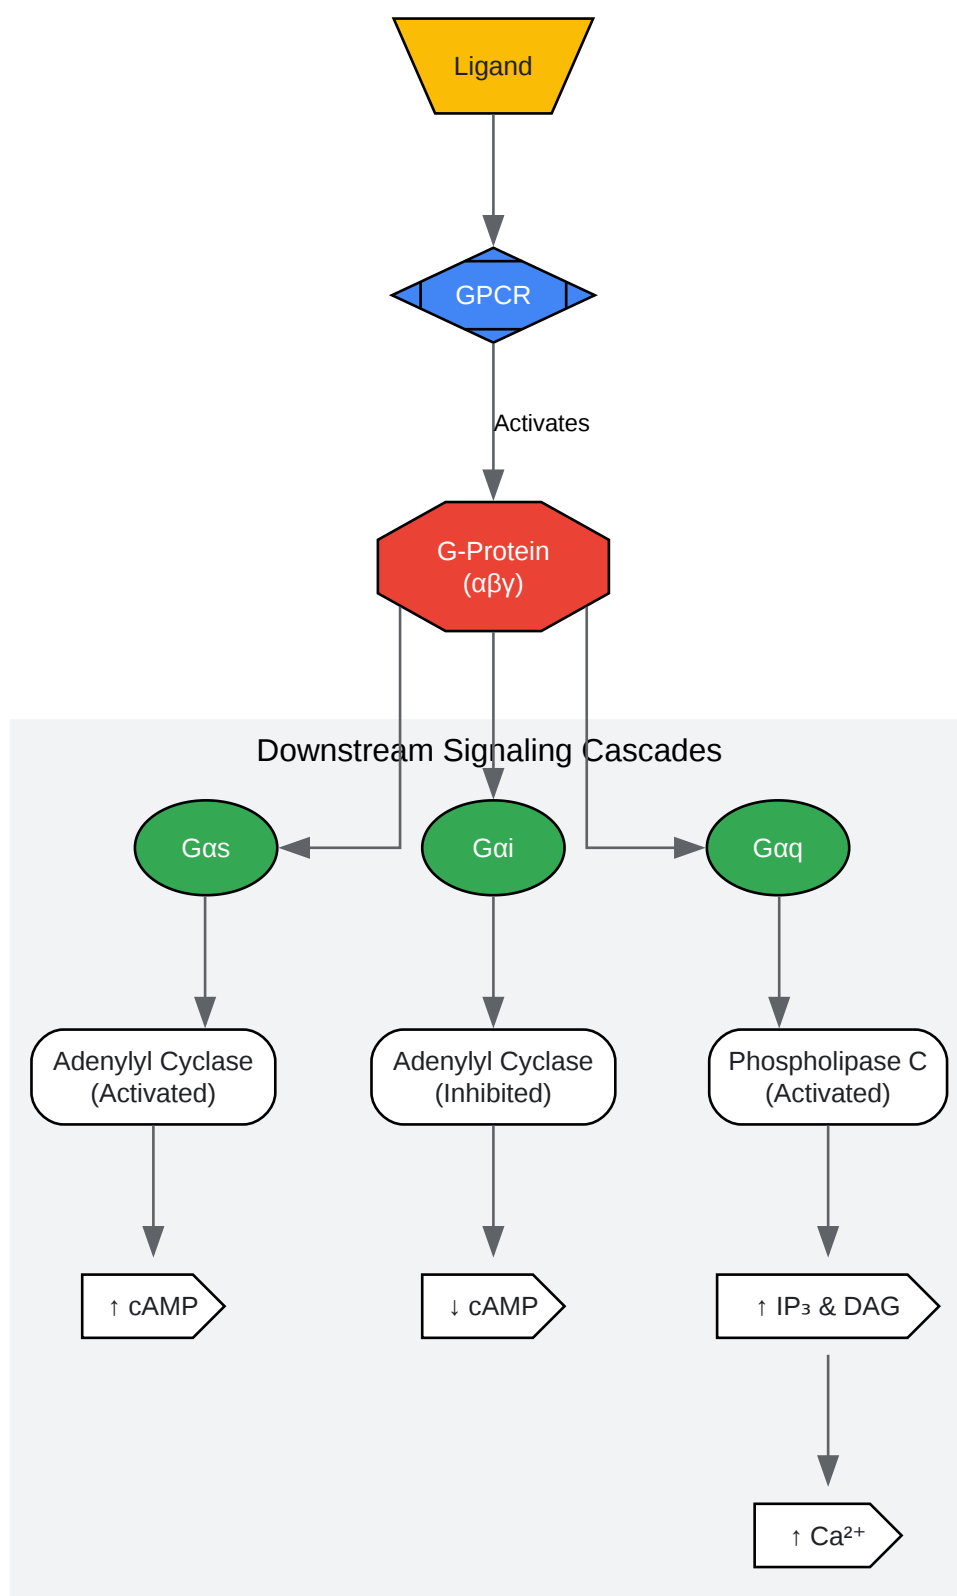 Ligand
GPCR
Activates
G-Protein
(αβγ)
Downstream Signaling Cascades
Gαs
Gαi
Gαq
Adenylyl Cyclase
(Activated)
Adenylyl Cyclase
(Inhibited)
Phospholipase C
(Activated)
↑ cAMP
↓ cAMP
↑ IP₃ & DAG
↑ Ca²⁺